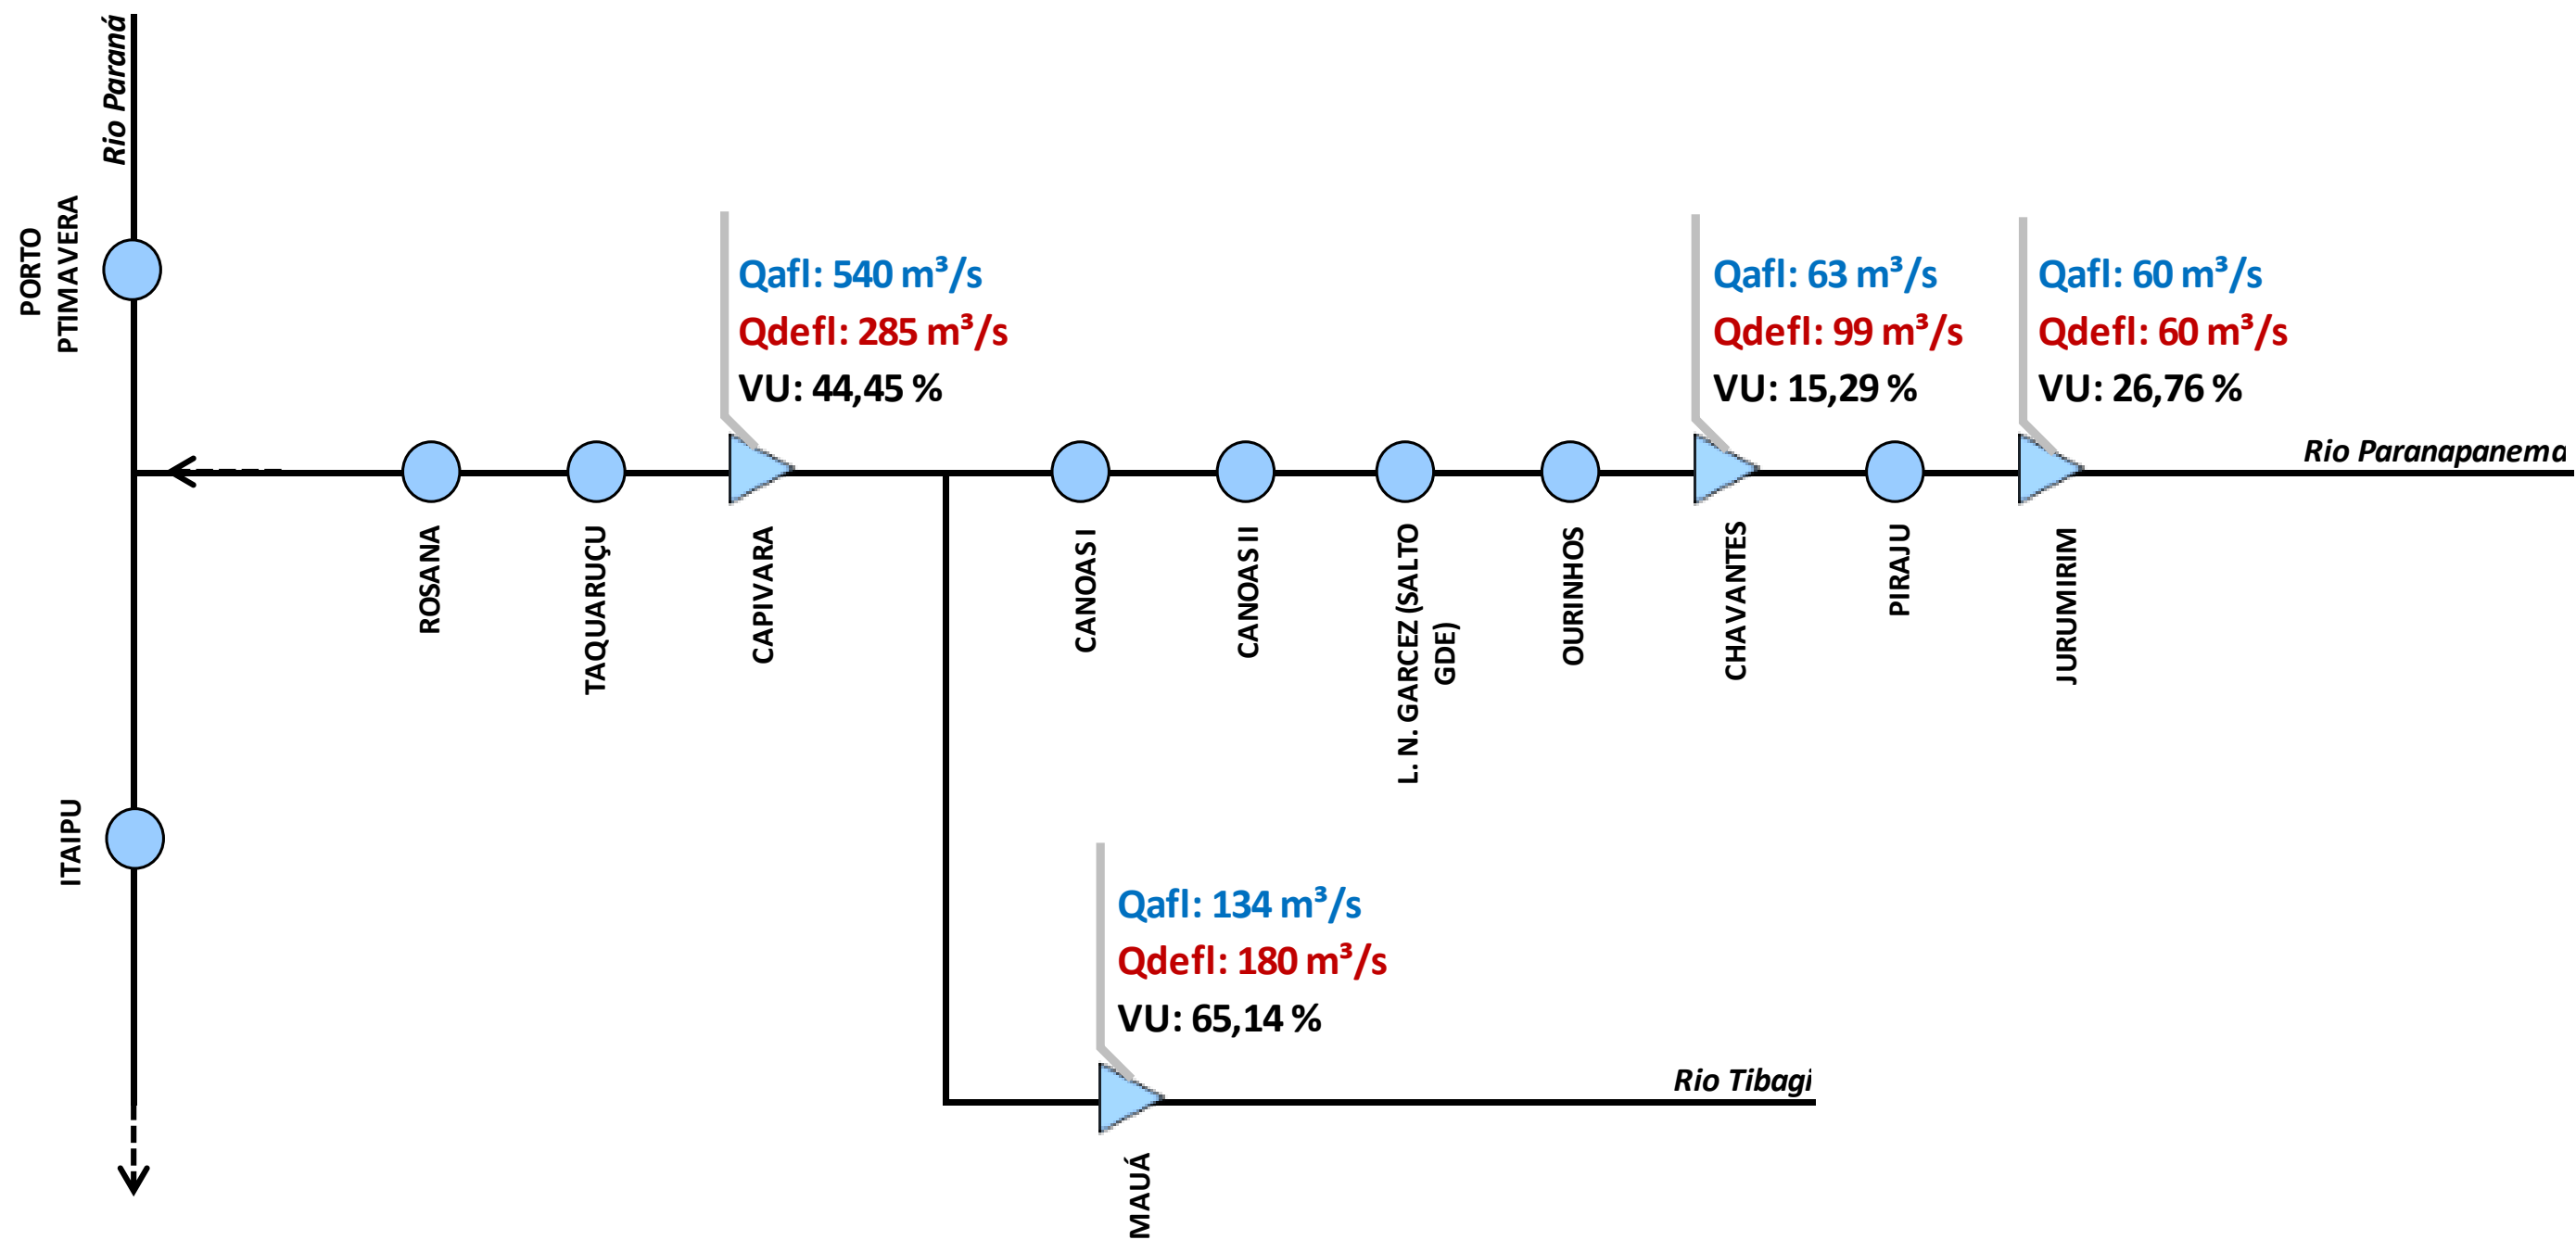 Rio Paraná
PORTO
PTIMAVERA
Qafl: 540 m³/s
Qdefl: 285 m³/s
VU: 44,45 %
Qafl: 63 m³/s
Qdefl: 99 m³/s
VU: 15,29 %
Qafl: 60 m³/s
Qdefl: 60 m³/s
VU: 26,76 %
Rio Paranapanema
ROSANA
TAQUARUÇU
CAPIVARA
CANOAS I
CANOAS II
L. N. GARCEZ (SALTO
GDE)
OURINHOS
CHAVANTES
PIRAJU
JURUMIRIM
ITAIPU
Qafl: 134 m³/s
Qdefl: 180 m³/s
VU: 65,14 %
Rio Tibagi
MAUÁ